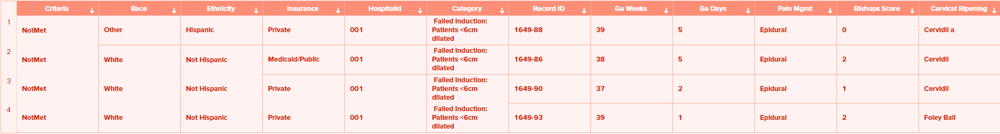 Criteria Race Ethnicity Insurance HospitalId Category Record ID Ga Weeks Ga Days Pain Mgmt Bishops Score Cervical Ripening
1 NotMet Other Hispanic Private 001 Failed Induction: Patients <6cm dilated 1649-88 39 5 Epidural 0 Cervidil a
2 NotMet White Not Hispanic Medicaid/Public 001 Failed Induction: Patients <6cm dilated 1649-86 38 5 Epidural 2 Cervidil
3 NotMet White Not Hispanic Private 001 Failed Induction: Patients <6cm dilated 1649-90 37 2 Epidural 1 Cervidil
4 NotMet White Not Hispanic Private 001 Failed Induction: Patients <6cm dilated 1649-93 39 1 Epidural 2 Foley Ball